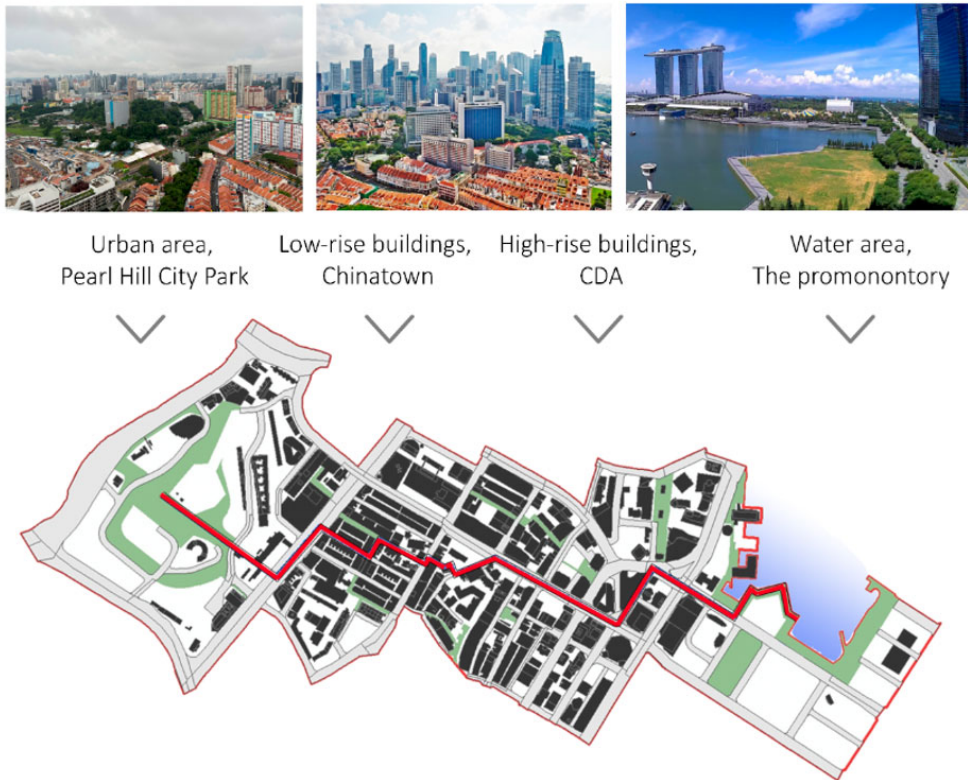 Urban area,
Pearl Hill City Park
Low-rise buildings,
Chinatown
High-rise buildings,
CDA
Water area,
The promonontory